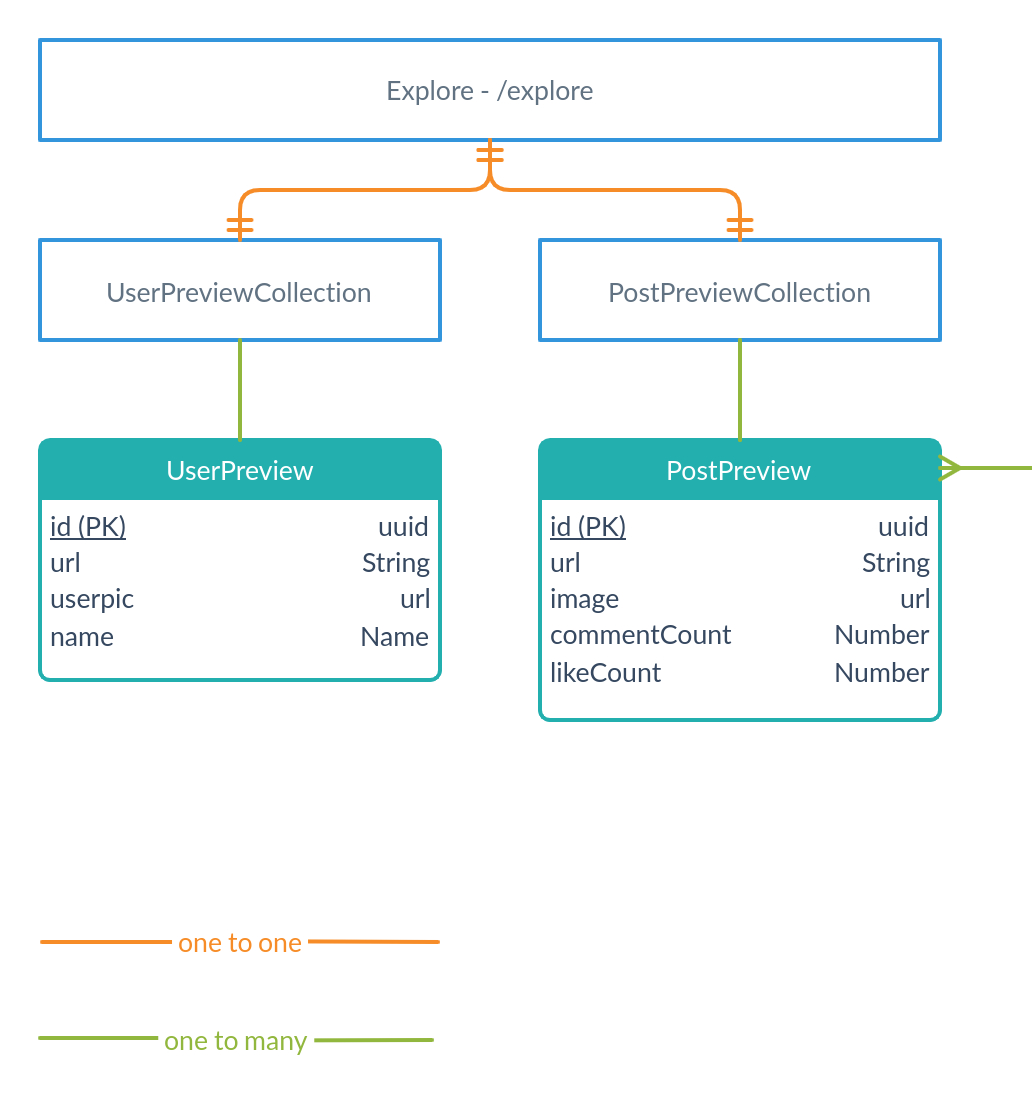 Explore - /explore
UserPreviewCollection
PostPreviewCollection
UserPreview
id (PK) uuid
url String
userpic url
name Name
PostPreview
id (PK) uuid
url String
image url
commentCount Number
likeCount Number
one to one
one to many